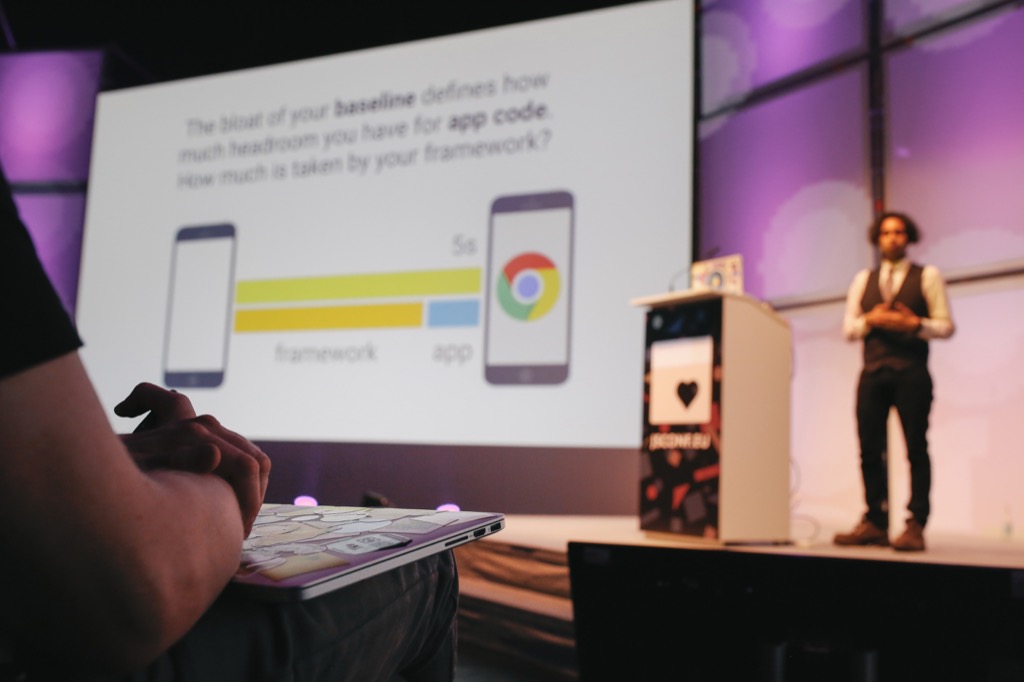 The bloat of your baseline defines how
much headroom you have for app code.
How much is taken by your framework?
5s
framework
app
JSCONF.EU